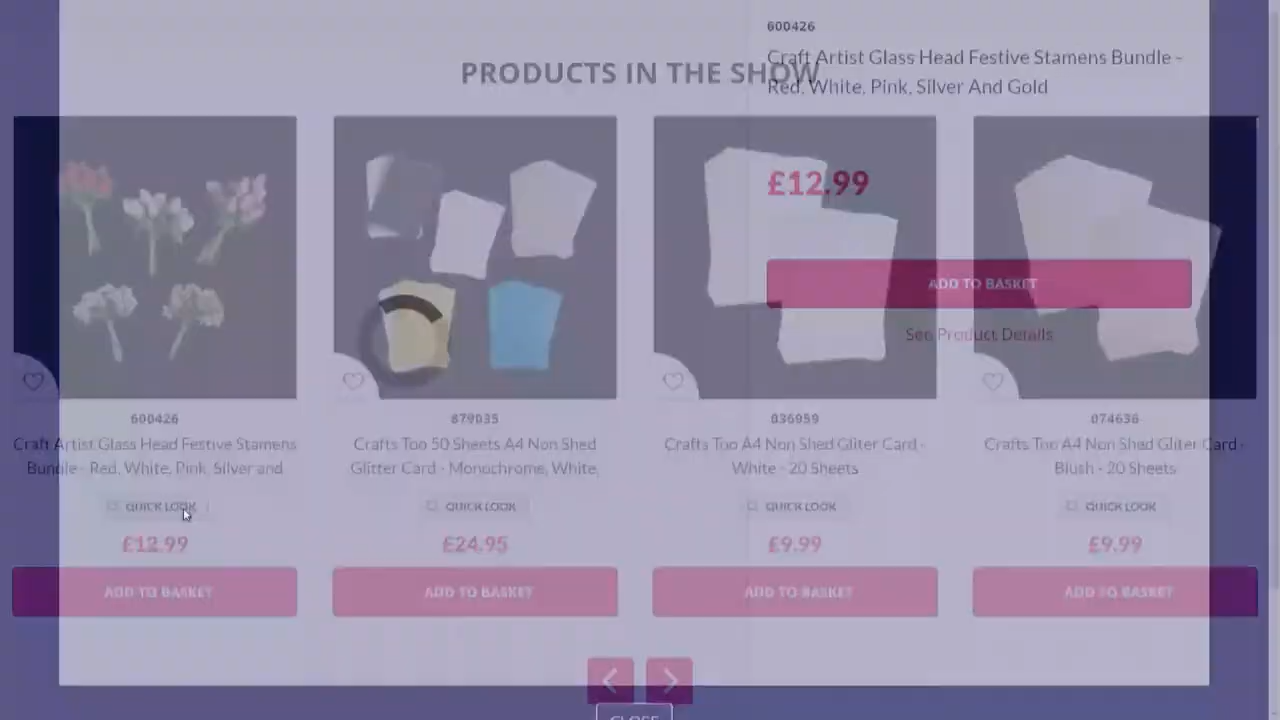 600426
Craft Artist Glass Head Festive Stamens Bundle -
Red, White, Pink, Silver And Gold
PRODUCTS IN THE SHOW
£12.99
ADD TO BASKET
See Product Details
600426
Craft Artist Glass Head Festive Stamens
Bundle - Red, White, Pink, Silver and
QUICK LOOK
£12.99
ADD TO BASKET
879035
Crafts Too 50 Sheets A4 Non Shed
Glitter Card - Monochrome, White,
QUICK LOOK
£24.95
ADD TO BASKET
036959
Crafts Too A4 Non Shed Gliter Card -
White - 20 Sheets
QUICK LOOK
£9.99
ADD TO BASKET
074636
Crafts Too A4 Non Shed Gliter Card -
Blush - 20 Sheets
QUICK LOOK
£9.99
ADD TO BASKET
CLOSE